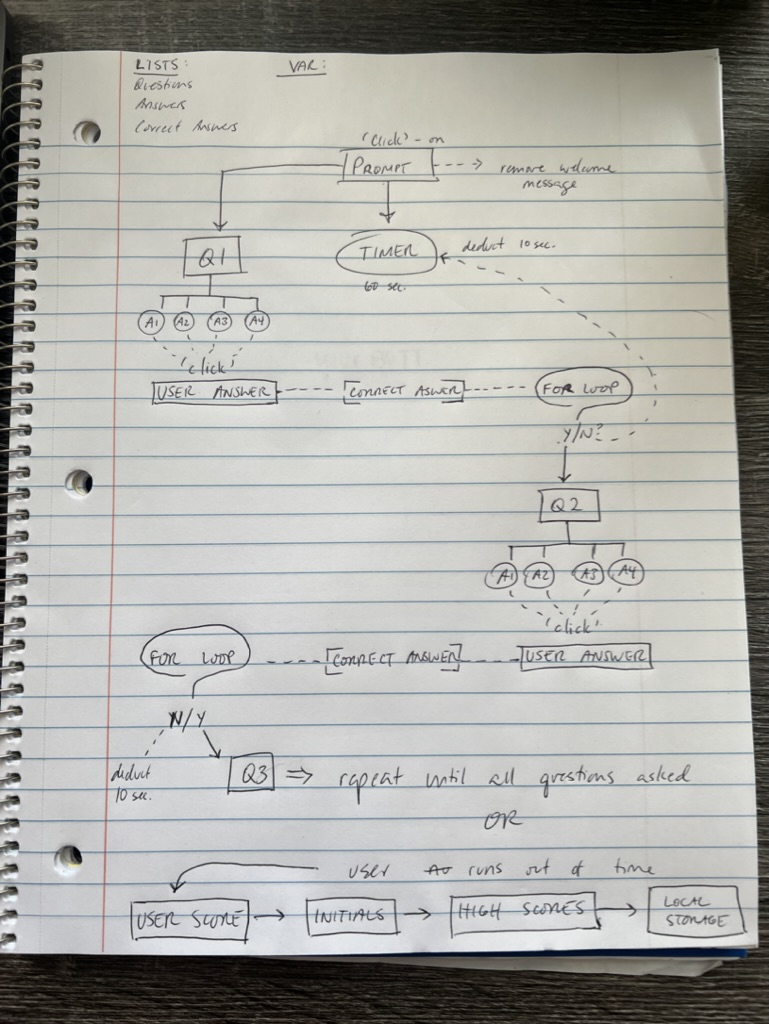 LISTS: VAR:
Questions
Answers
Correct Answers
'Click' - on
PROMPT remove welcome
message
Q1 TIMER deduct 10 sec.
60 sec.
A1 A2 A3 A4
'click'
USER ANSWER [CORRECT ASWER] FOR LOOP
Y/N?
Q2
A1 A2 A3 A4
'click'
FOR LOOP [CORRECT ANSWER] USER ANSWER
N/Y
deduct
10 sec.
Q3 ⇒ repeat until all questions asked
OR
user runs out of time
USER SCORE → INITIALS → HIGH SCORES → LOCAL
STORAGE